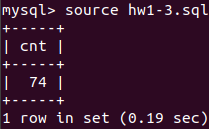 mysql> source hw1-3.sql
+-----+
| cnt |
+-----+
|  74 |
+-----+
1 row in set (0.19 sec)